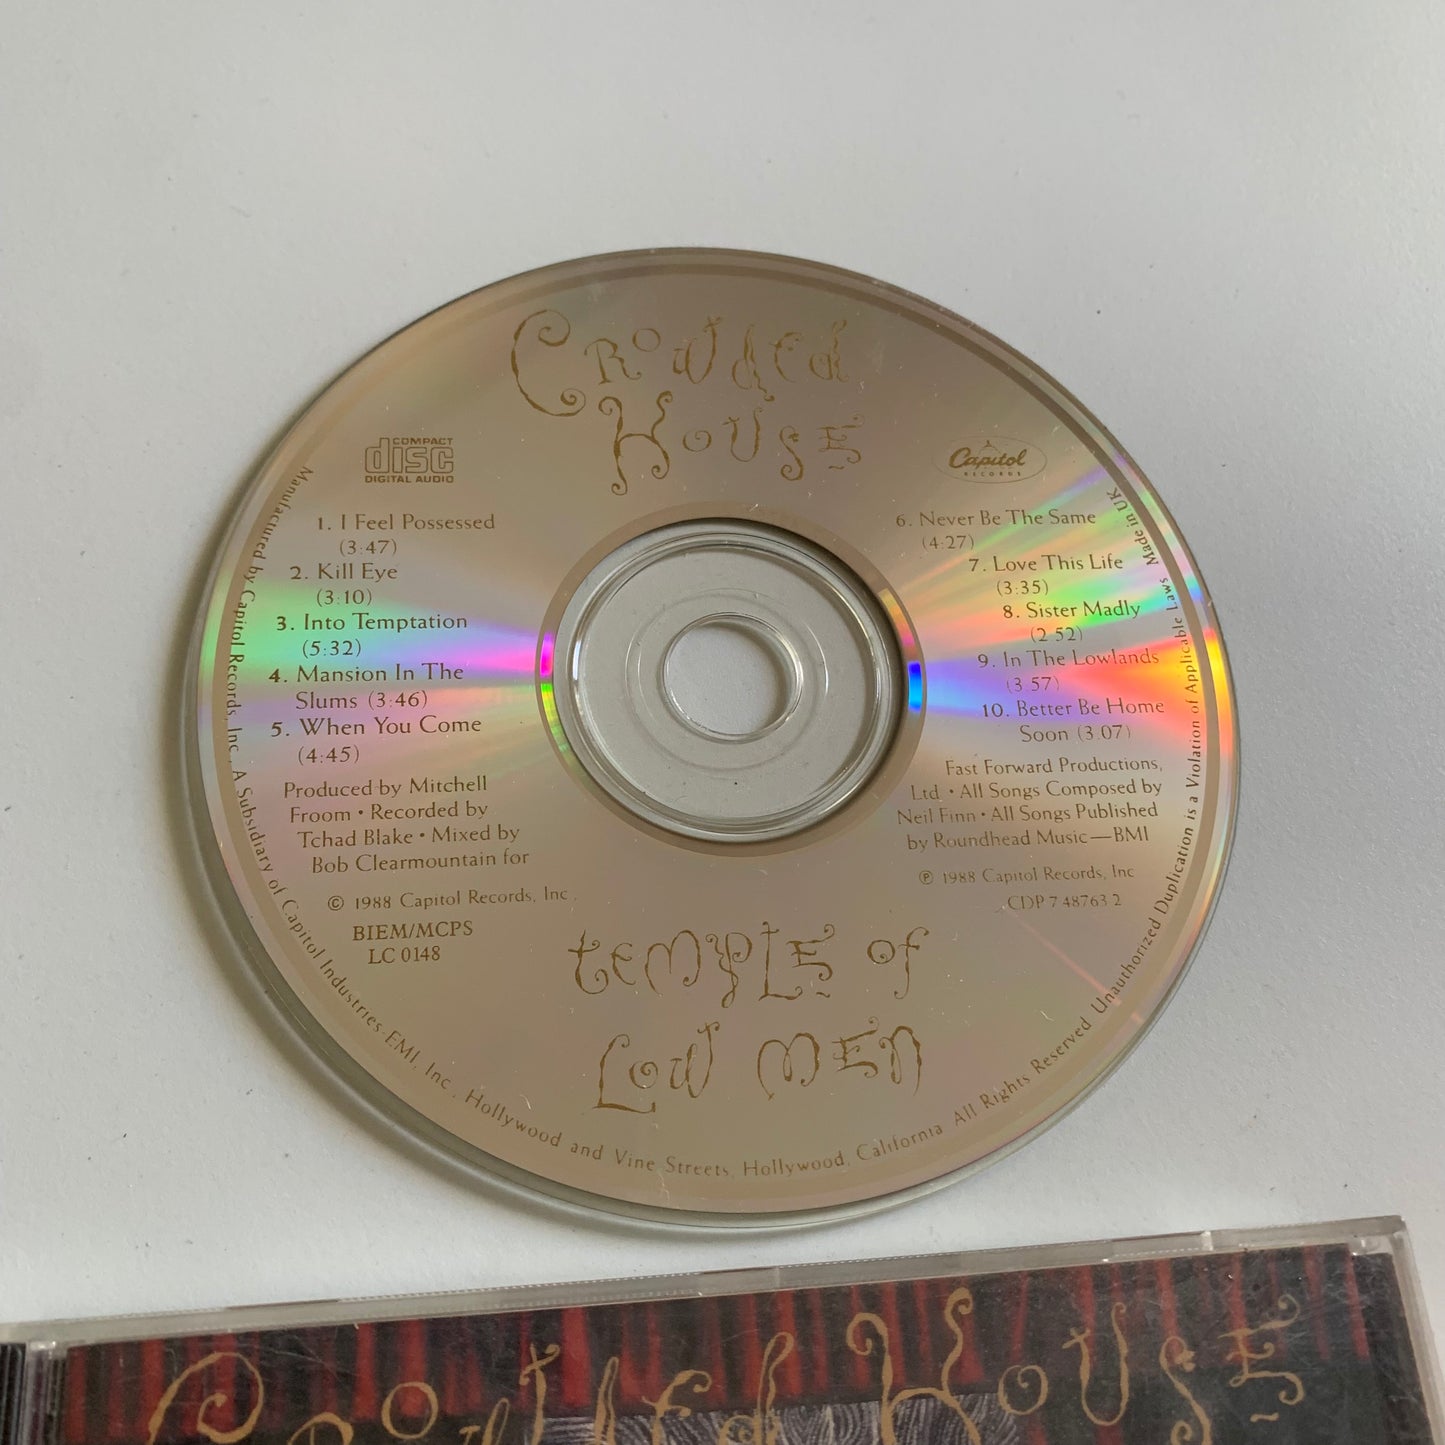 Crowded
House
COMPACT
disc
DIGITAL AUDIO
Capitol
RECORDS
1. I Feel Possessed
(3:47)
2. Kill Eye
(3:10)
3. Into Temptation
(5:32)
4. Mansion In The
Slums (3:46)
5. When You Come
(4:45)
Produced by Mitchell
Froom • Recorded by
Tchad Blake • Mixed by
Bob Clearmountain for
© 1988 Capitol Records, Inc.
BIEM/MCPS
LC 0148
6. Never Be The Same
(4:27)
7. Love This Life
(3:35)
8. Sister Madly
(2:52)
9. In The Lowlands
(3:57)
10. Better Be Home
Soon (3:07)
Fast Forward Productions,
Ltd • All Songs Composed by
Neil Finn • All Songs Published
by Roundhead Music—BMI
℗ 1988 Capitol Records, Inc
CDP 7 48763 2
Temple of
Low Men
Manufactured by Capitol Records, Inc., A Subsidiary of Capitol Industries-EMI, Inc., Hollywood and Vine Streets, Hollywood, California All Rights Reserved Unauthorized Duplication is a Violation of Applicable Laws Made in UK
Crowded House